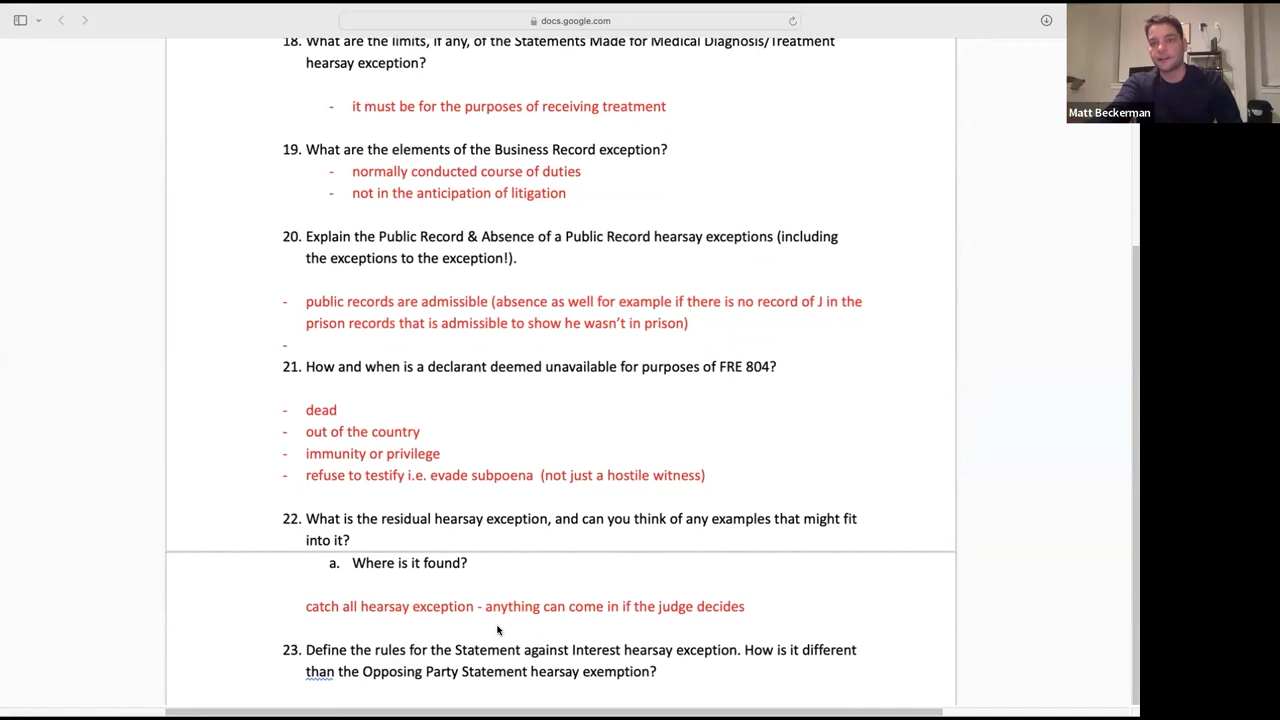 docs.google.com
Matt Beckerman
18. What are the limits, if any, of the Statements Made for Medical Diagnosis/Treatment
hearsay exception?
- it must be for the purposes of receiving treatment
19. What are the elements of the Business Record exception?
- normally conducted course of duties
- not in the anticipation of litigation
20. Explain the Public Record & Absence of a Public Record hearsay exceptions (including
the exceptions to the exception!).
- public records are admissible (absence as well for example if there is no record of J in the
prison records that is admissible to show he wasn't in prison)
-
21. How and when is a declarant deemed unavailable for purposes of FRE 804?
- dead
- out of the country
- immunity or privilege
- refuse to testify i.e. evade subpoena (not just a hostile witness)
22. What is the residual hearsay exception, and can you think of any examples that might fit
into it?
a. Where is it found?
catch all hearsay exception - anything can come in if the judge decides
23. Define the rules for the Statement against Interest hearsay exception. How is it different
than the Opposing Party Statement hearsay exemption?